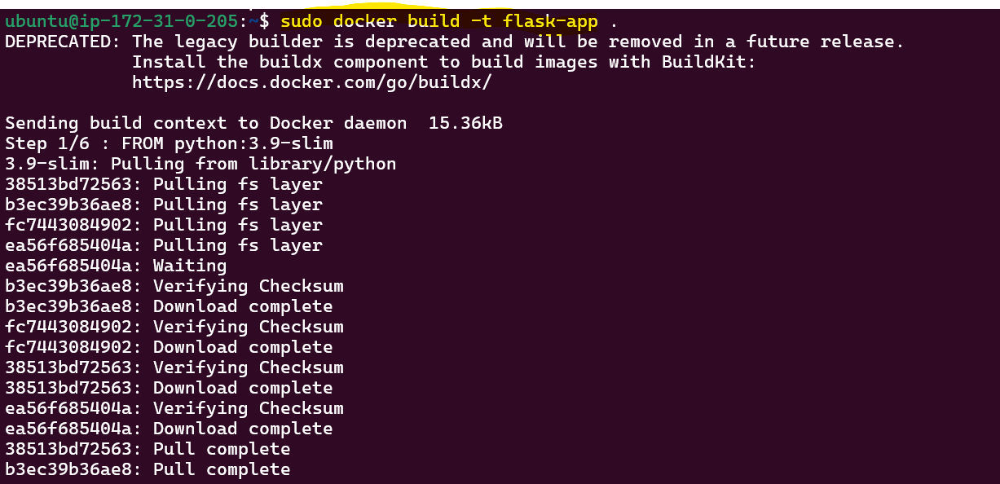 ubuntu@ip-172-31-0-205:~$ sudo docker build -t flask-app .
DEPRECATED: The legacy builder is deprecated and will be removed in a future release.
Install the buildx component to build images with BuildKit:
https://docs.docker.com/go/buildx/
Sending build context to Docker daemon  15.36kB
Step 1/6 : FROM python:3.9-slim
3.9-slim: Pulling from library/python
38513bd72563: Pulling fs layer
b3ec39b36ae8: Pulling fs layer
fc7443084902: Pulling fs layer
ea56f685404a: Pulling fs layer
ea56f685404a: Waiting
b3ec39b36ae8: Verifying Checksum
b3ec39b36ae8: Download complete
fc7443084902: Verifying Checksum
fc7443084902: Download complete
38513bd72563: Verifying Checksum
38513bd72563: Download complete
ea56f685404a: Verifying Checksum
ea56f685404a: Download complete
38513bd72563: Pull complete
b3ec39b36ae8: Pull complete